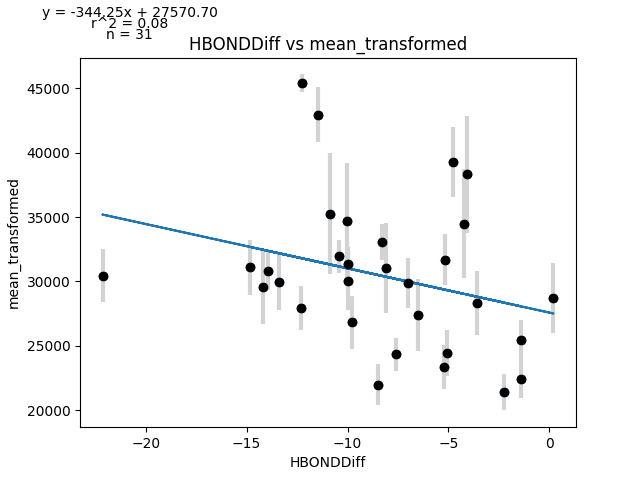 y = -344.25x + 27570.70
r^2 = 0.08
n = 31
HBONDDiff vs mean_transformed
45000
40000
35000
30000
25000
20000
mean_transformed
−20
−15
−10
−5
0
HBONDDiff